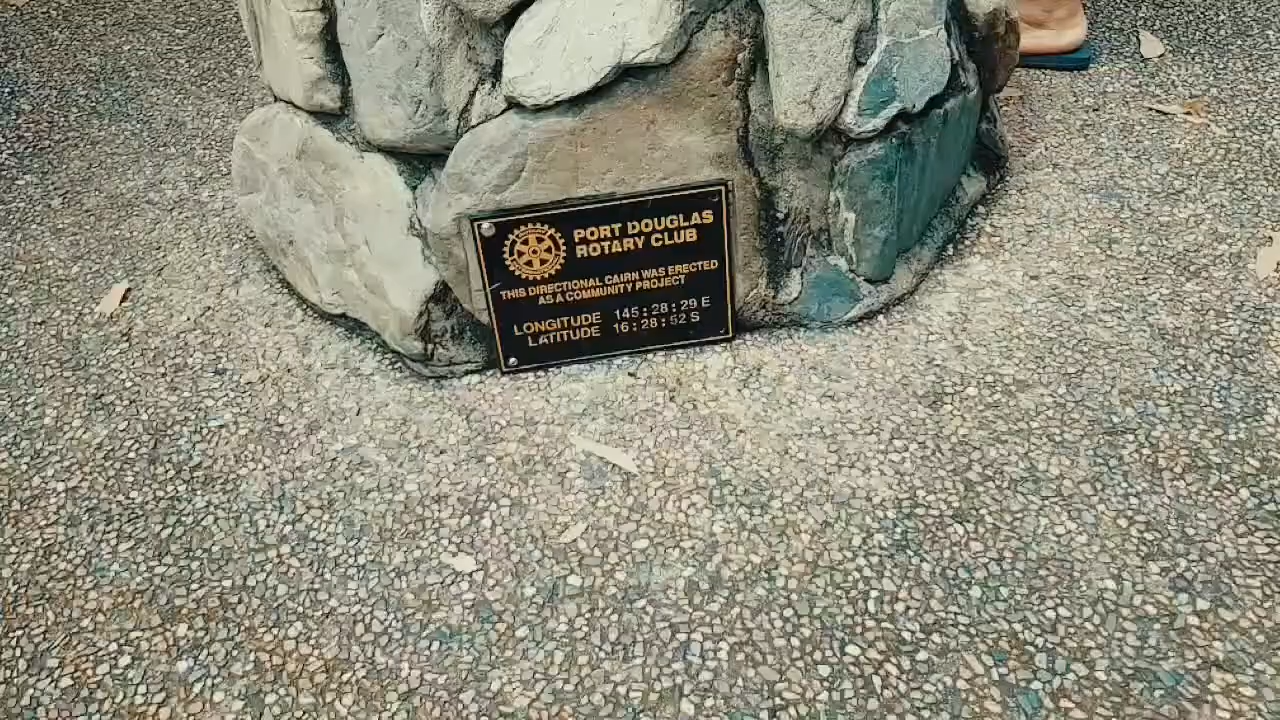 PORT DOUGLAS
ROTARY CLUB
THIS DIRECTIONAL CAIRN WAS ERECTED
AS A COMMUNITY PROJECT
LONGITUDE 145:28:29 E
LATITUDE 16:28:52 S